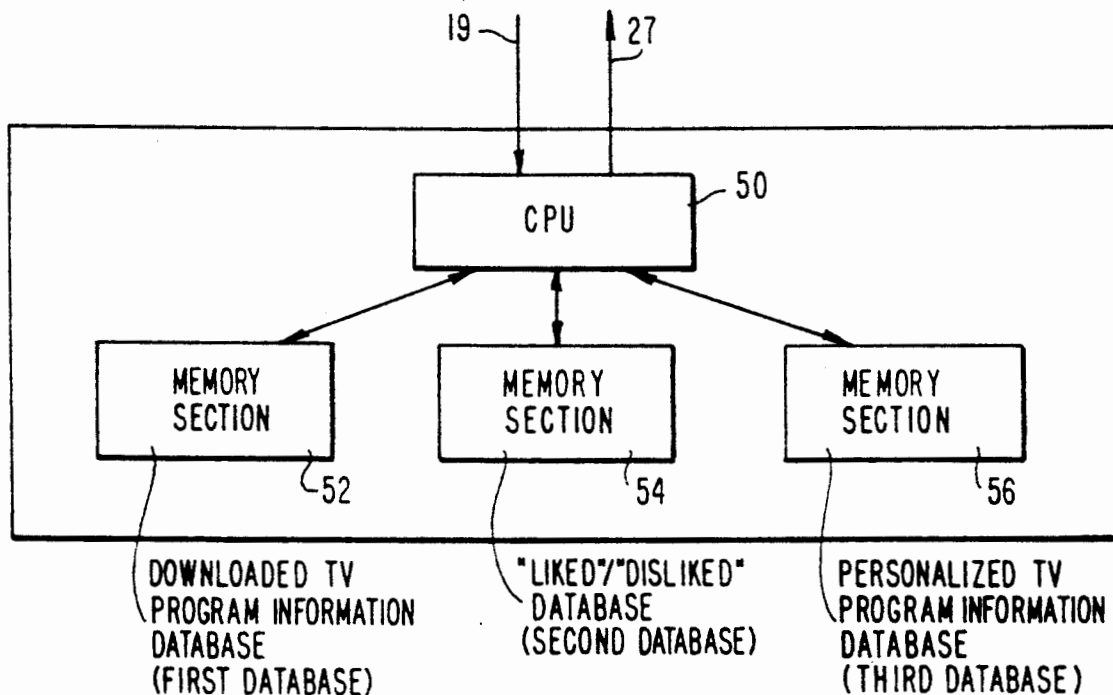 19
27
CPU
50
MEMORY
SECTION
52
MEMORY
SECTION
54
MEMORY
SECTION
56
DOWNLOADED TV
PROGRAM INFORMATION
DATABASE
(FIRST DATABASE)
"LIKED"/"DISLIKED"
DATABASE
(SECOND DATABASE)
PERSONALIZED TV
PROGRAM INFORMATION
DATABASE
(THIRD DATABASE)